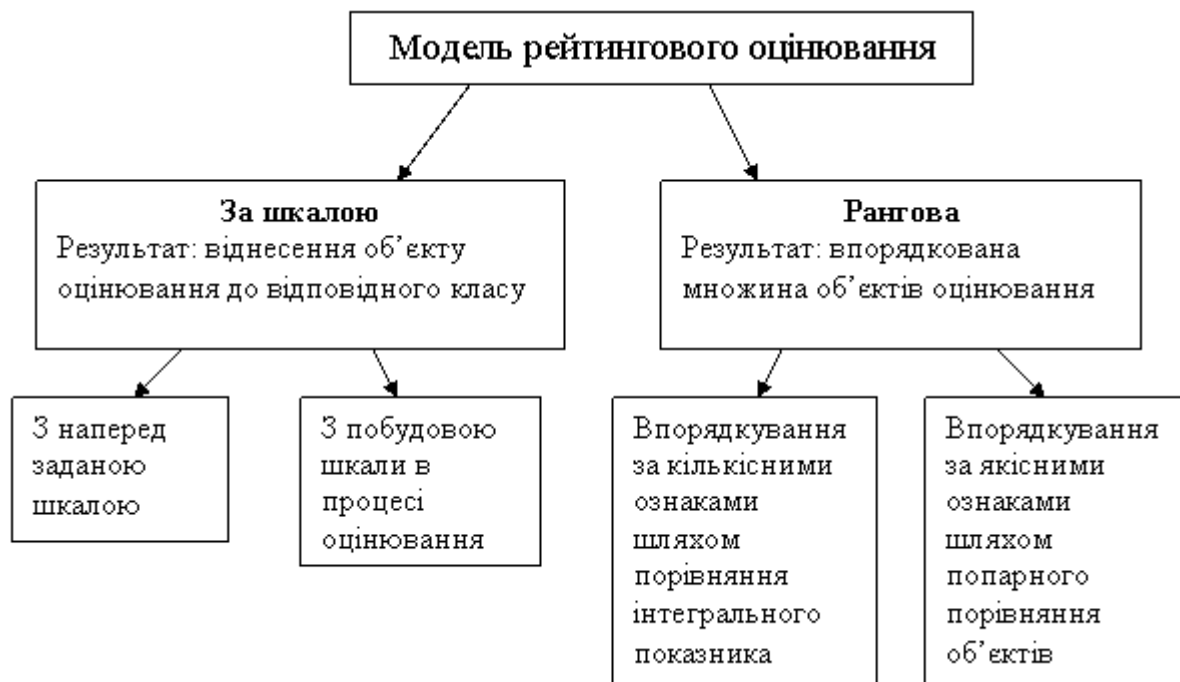 Модель рейтингового оцінювання
За шкалою
Результат: віднесення об’єкту
оцінювання до відповідного класу
Рангова
Результат: впорядкована
множина об’єктів оцінювання
З наперед
заданою
шкалою
З побудовою
шкали в
процесі
оцінювання
Впорядкування
за кількісними
ознаками
шляхом
порівняння
інтегрального
показника
Впорядкування
за якісними
ознаками
шляхом
попарного
порівняння
об’єктів